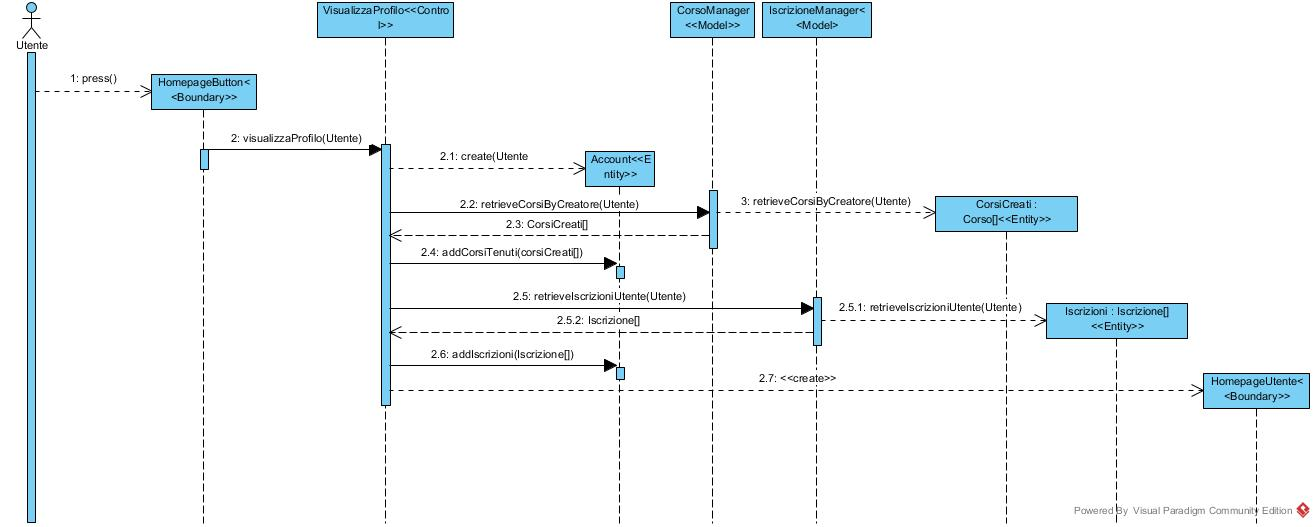 VisualizzaProfilo<<Contro
l>>
CorsoManager
<<Model>>
IscrizioneManager<
<Model>
Utente
1: press()
HomepageButton<
<Boundary>>
2: visualizzaProfilo(Utente)
2.1: create(Utente
Account<<E
ntity>>
2.2: retrieveCorsiByCreatore(Utente)
3: retrieveCorsiByCreatore(Utente)
CorsiCreati :
Corso[]<<Entity>>
2.3: CorsiCreati[]
2.4: addCorsiTenuti(corsiCreati[])
2.5: retrieveIscrizioniUtente(Utente)
2.5.1: retrieveIscrizioniUtente(Utente)
Iscrizioni : Iscrizione[]
<<Entity>>
2.5.2: Iscrizione[]
2.6: addIscrizioni(Iscrizione[])
2.7: <<create>>
HomepageUtente<
<Boundary>>
Powered By Visual Paradigm Community Edition